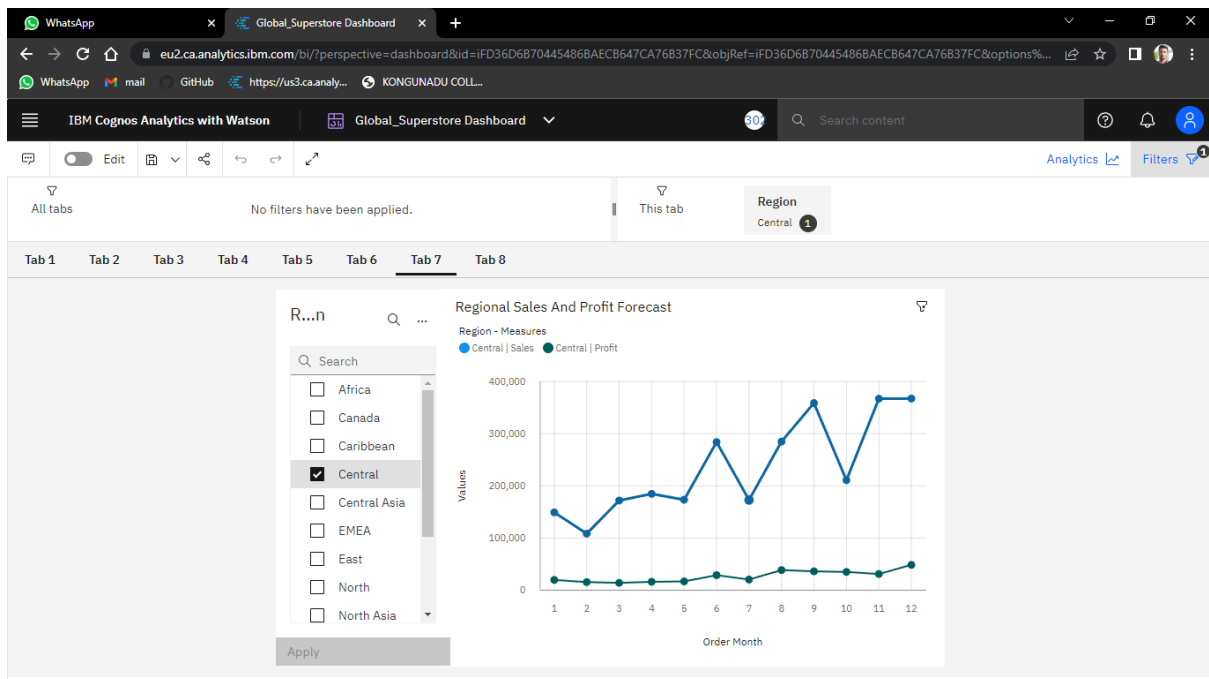 WhatsApp
Global_Superstore Dashboard
eu2.ca.analytics.ibm.com/bi/?perspective=dashboard&id=iFD36D6B70445486BAECB647CA76B37FC&objRef=iFD36D6B70445486BAECB647CA76B37FC&options%...
WhatsApp M mail GitHub https://us3.ca.analy... KONGUNADU COLL...
IBM Cognos Analytics with Watson Global_Superstore Dashboard 302 Search content
Edit Analytics Filters 1
All tabs No filters have been applied. This tab Region
Central 1
Tab 1 Tab 2 Tab 3 Tab 4 Tab 5 Tab 6 Tab 7 Tab 8
R...n ...
Search
Africa
Canada
Caribbean
Central
Central Asia
EMEA
East
North
North Asia
Apply
Regional Sales And Profit Forecast
Region - Measures
Central | Sales Central | Profit
400,000
300,000
200,000
100,000
0
Values
1 2 3 4 5 6 7 8 9 10 11 12
Order Month